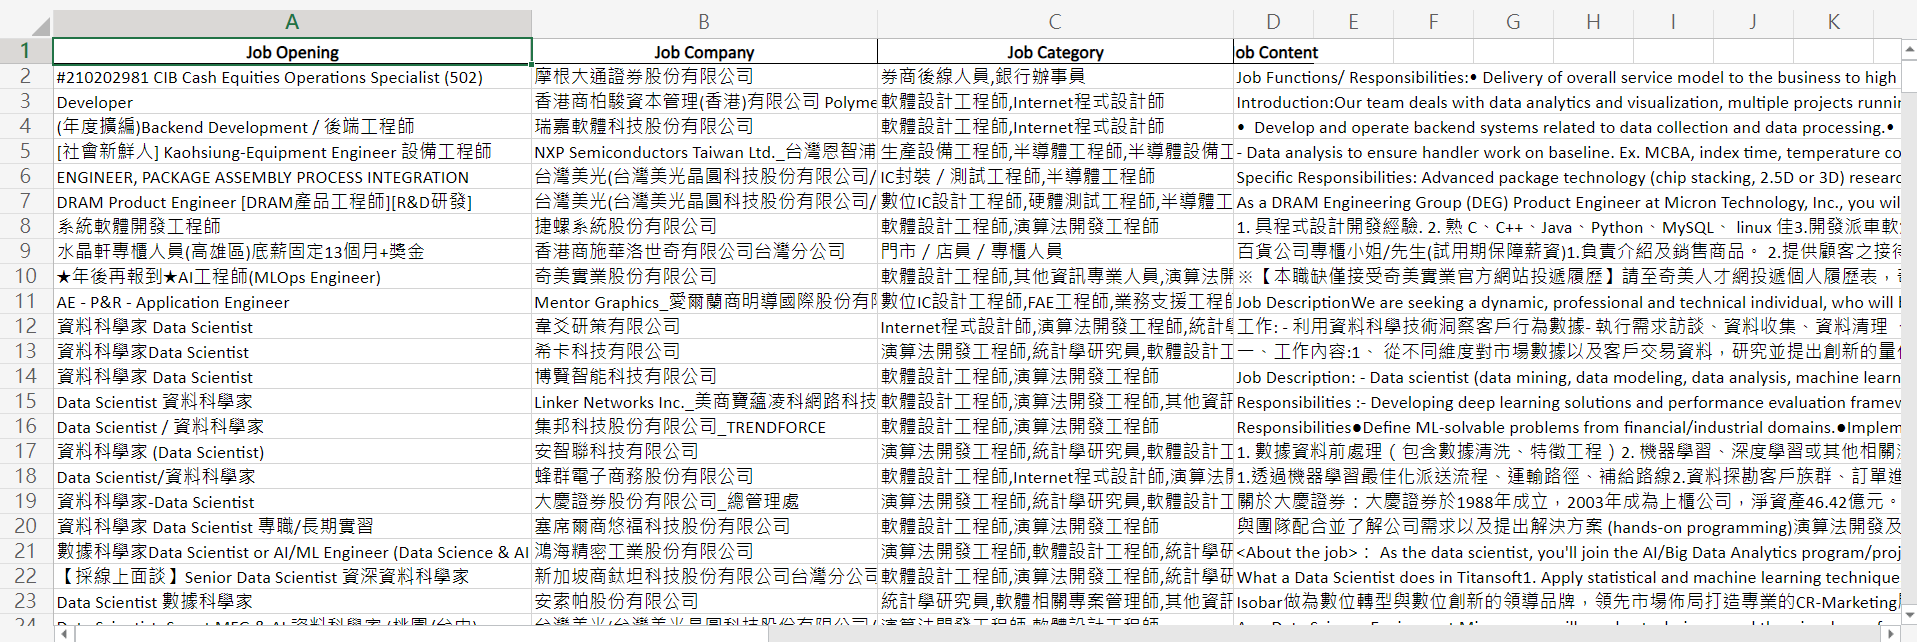 A B C D E F G H I J K
1 Job Opening Job Company Job Category ob Content
2 #210202981 CIB Cash Equities Operations Specialist (502) 摩根大通證券股份有限公司 券商後線人員,銀行辦事員 Job Functions/ Responsibilities:• Delivery of overall service model to the business to high
3 Developer 香港商柏駿資本管理(香港)有限公司 Polyme 軟體設計工程師,Internet程式設計師 Introduction:Our team deals with data analytics and visualization, multiple projects runnin
4 (年度擴編)Backend Development / 後端工程師 瑞嘉軟體科技股份有限公司 軟體設計工程師,Internet程式設計師 • Develop and operate backend systems related to data collection and data processing.•
5 [社會新鮮人] Kaohsiung-Equipment Engineer 設備工程師 NXP Semiconductors Taiwan Ltd._台灣恩智浦 生產設備工程師,半導體工程師,半導體設備工 - Data analysis to ensure handler work on baseline. Ex. MCBA, index time, temperature co
6 ENGINEER, PACKAGE ASSEMBLY PROCESS INTEGRATION 台灣美光(台灣美光晶圓科技股份有限公司/ IC封裝 / 測試工程師,半導體工程師 Specific Responsibilities: Advanced package technology (chip stacking, 2.5D or 3D) researc
7 DRAM Product Engineer [DRAM產品工程師][R&D研發] 台灣美光(台灣美光晶圓科技股份有限公司/ 數位IC設計工程師,硬體測試工程師,半導體工 As a DRAM Engineering Group (DEG) Product Engineer at Micron Technology, Inc., you wil
8 系統軟體開發工程師 捷螺系統股份有限公司 軟體設計工程師,演算法開發工程師 1. 具程式設計開發經驗. 2. 熟 C、C++、Java、Python、MySQL、 linux 佳3.開發派車軟
9 水晶軒專櫃人員(高雄區)底薪固定13個月+獎金 香港商施華洛世奇有限公司台灣分公司 門市 / 店員 / 專櫃人員 百貨公司專櫃小姐/先生(試用期保障薪資)1.負責介紹及銷售商品。 2.提供顧客之接待
10 ★年後再報到★AI工程師(MLOps Engineer) 奇美實業股份有限公司 軟體設計工程師,其他資訊專業人員,演算法開 ※【本職缺僅接受奇美實業官方網站投遞履歷】請至奇美人才網投遞個人履歷表，
11 AE - P&R - Application Engineer Mentor Graphics_愛爾蘭商明導國際股份有 數位IC設計工程師,FAE工程師,業務支援工程師 Job DescriptionWe are seeking a dynamic, professional and technical individual, who will
12 資料科學家 Data Scientist 韋爻研策有限公司 Internet程式設計師,演算法開發工程師,統計 工作: - 利用資料科學技術洞察客戶行為數據- 執行需求訪談、資料收集、資料清理
13 資料科學家Data Scientist 希卡科技有限公司 演算法開發工程師,統計學研究員,軟體設計工 一、工作內容:1、 從不同維度對市場數據以及客戶交易資料，研究並提出創新的量
14 資料科學家 Data Scientist 博賢智能科技有限公司 軟體設計工程師,演算法開發工程師 Job Description: - Data scientist (data mining, data modeling, data analysis, machine learn
15 Data Scientist 資料科學家 Linker Networks Inc._美商寶蘊凌科網路科技 軟體設計工程師,演算法開發工程師,其他資訊 Responsibilities :- Developing deep learning solutions and performance evaluation framew
16 Data Scientist / 資料科學家 集邦科技股份有限公司_TRENDFORCE 軟體設計工程師,演算法開發工程師 Responsibilities●Define ML-solvable problems from financial/industrial domains.●Implem
17 資料科學家 (Data Scientist) 安智聯科技有限公司 演算法開發工程師,統計學研究員,軟體設計工 1. 數據資料前處理（包含數據清洗、特徵工程）2. 機器學習、深度學習或其他相關
18 Data Scientist/資料科學家 蜂群電子商務股份有限公司 軟體設計工程師,Internet程式設計師,演算法 1.透過機器學習最佳化派送流程、運輸路徑、補給路線2.資料探勘客戶族群、訂單進
19 資料科學家-Data Scientist 大慶證券股份有限公司_總管理處 演算法開發工程師,統計學研究員,軟體設計工 關於大慶證券：大慶證券於1988年成立，2003年成為上櫃公司，淨資產46.42億元。
20 資料科學家 Data Scientist 專職/長期實習 塞席爾商悠福科技股份有限公司 軟體設計工程師,演算法開發工程師 與團隊配合並了解公司需求以及提出解決方案 (hands-on programming)演算法開發及
21 數據科學家Data Scientist or AI/ML Engineer (Data Science & AI 鴻海精密工業股份有限公司 演算法開發工程師,軟體設計工程師,統計學研 <About the job>： As the data scientist, you'll join the AI/Big Data Analytics program/proj
22 【採線上面談】Senior Data Scientist 資深資料科學家 新加坡商鈦坦科技股份有限公司台灣分公司 軟體設計工程師,演算法開發工程師,統計學研 What a Data Scientist does in Titansoft1. Apply statistical and machine learning technique
23 Data Scientist 數據科學家 安索帕股份有限公司 統計學研究員,軟體相關專案管理師,其他資訊 Isobar做為數位轉型與數位創新的領導品牌，領先市場佈局打造專業的CR-Marketing